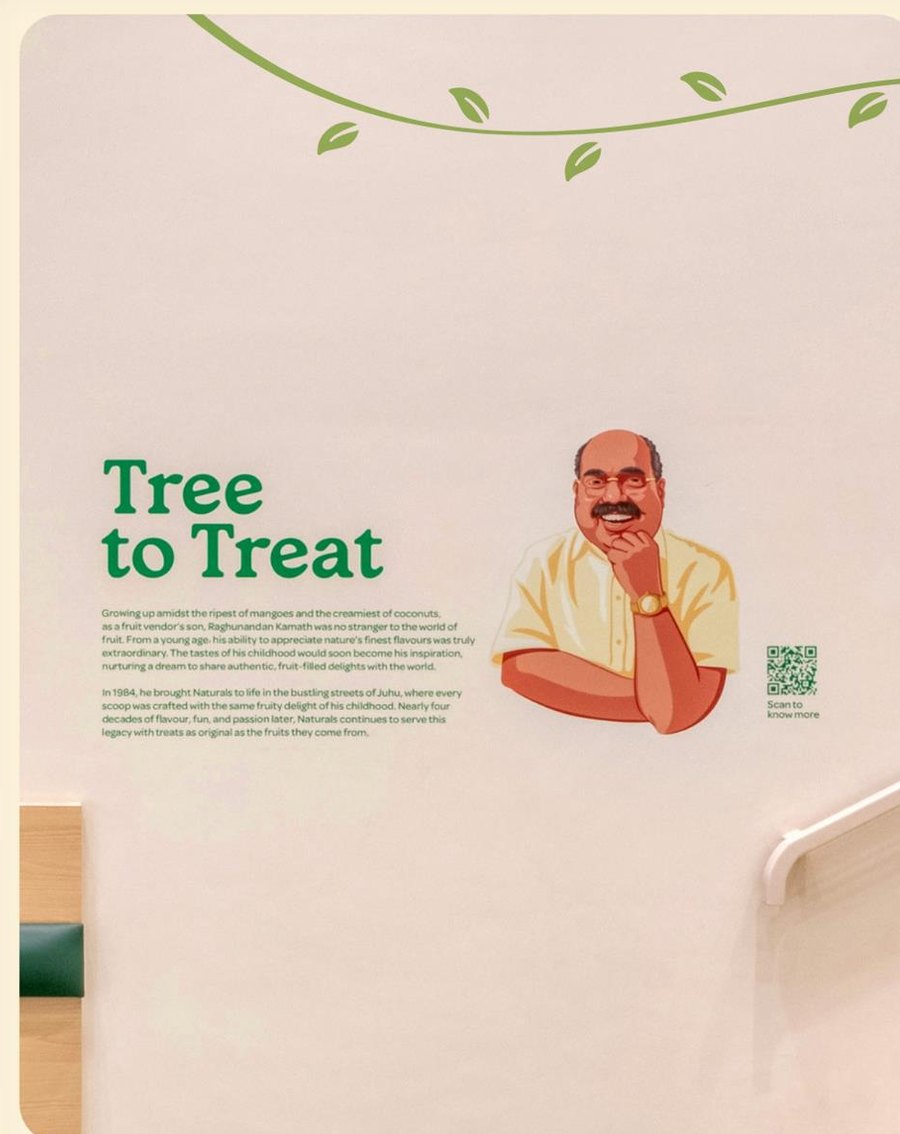 Tree
to Treat
Growing up amidst the ripest of mangoes and the creamiest of coconuts,
as a fruit vendor's son, Raghunandan Kamath was no stranger to the world of
fruit. From a young age, his ability to appreciate nature's finest flavours was truly
extraordinary. The tastes of his childhood would soon become his inspiration,
nurturing a dream to share authentic, fruit-filled delights with the world.
In 1984, he brought Naturals to life in the bustling streets of Juhu, where every
scoop was crafted with the same fruity delight of his childhood. Nearly four
decades of flavour, fun, and passion later, Naturals continues to serve this
legacy with treats as original as the fruits they come from.
Scan to
know more